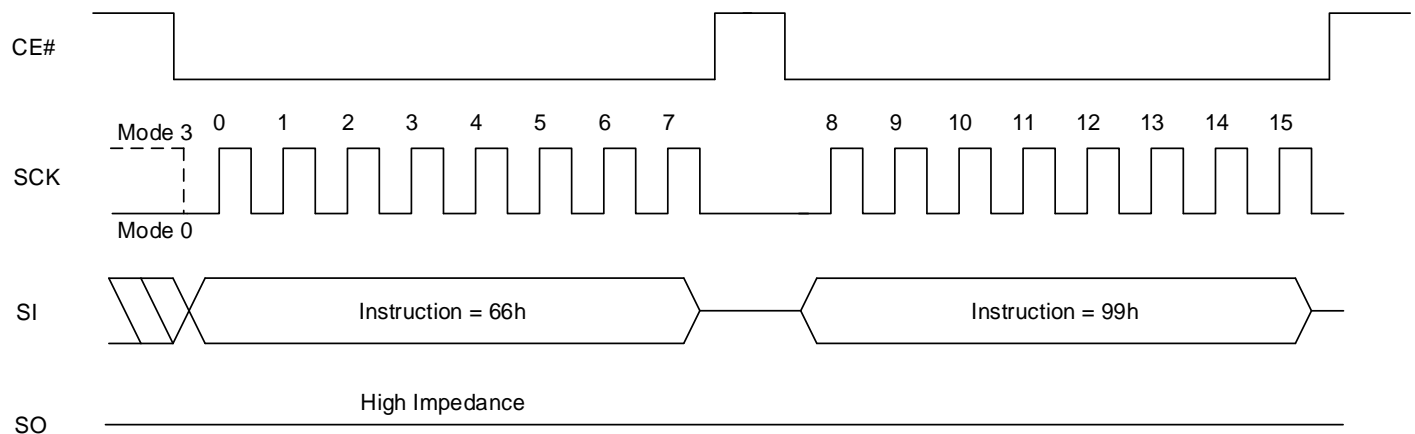 CE#
Mode 3
0 1 2 3 4 5 6 7 8 9 10 11 12 13 14 15
SCK
Mode 0
SI
Instruction = 66h
Instruction = 99h
High Impedance
SO